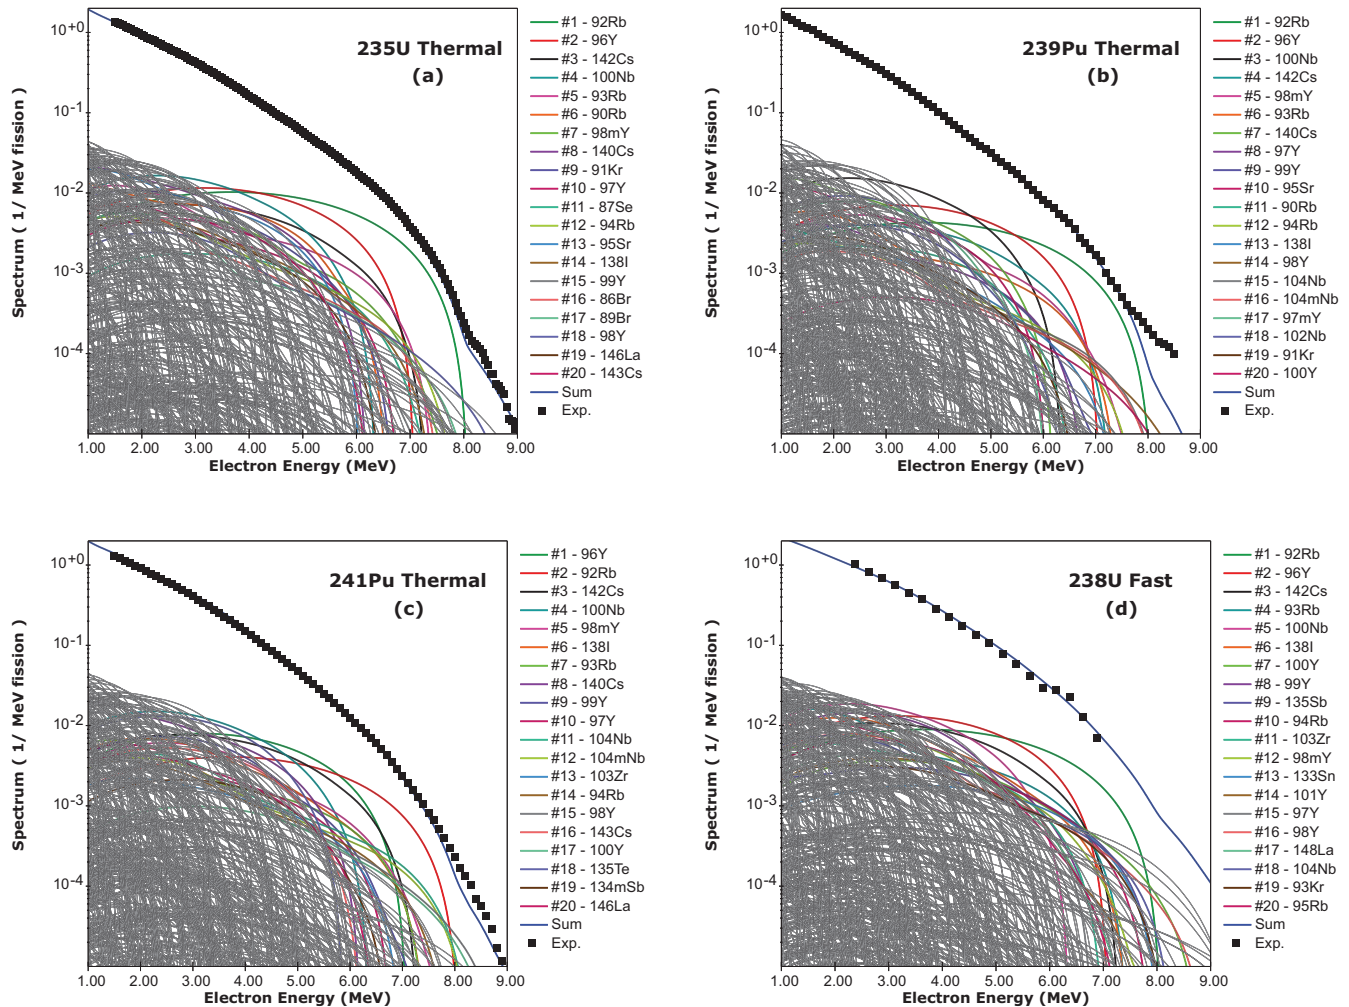 235U Thermal
(a)
Spectrum ( 1/ MeV fission )
10+0
10-1
10-2
10-3
10-4
1.00 2.00 3.00 4.00 5.00 6.00 7.00 8.00 9.00
Electron Energy (MeV)
#1 - 92Rb
#2 - 96Y
#3 - 142Cs
#4 - 100Nb
#5 - 93Rb
#6 - 90Rb
#7 - 98mY
#8 - 140Cs
#9 - 91Kr
#10 - 97Y
#11 - 87Se
#12 - 94Rb
#13 - 95Sr
#14 - 138I
#15 - 99Y
#16 - 86Br
#17 - 89Br
#18 - 98Y
#19 - 146La
#20 - 143Cs
Sum
Exp.
239Pu Thermal
(b)
Spectrum ( 1/ MeV fission )
10+0
10-1
10-2
10-3
10-4
1.00 2.00 3.00 4.00 5.00 6.00 7.00 8.00 9.00
Electron Energy (MeV)
#1 - 92Rb
#2 - 96Y
#3 - 100Nb
#4 - 142Cs
#5 - 98mY
#6 - 93Rb
#7 - 140Cs
#8 - 97Y
#9 - 99Y
#10 - 95Sr
#11 - 90Rb
#12 - 94Rb
#13 - 138I
#14 - 98Y
#15 - 104Nb
#16 - 104mNb
#17 - 97mY
#18 - 102Nb
#19 - 91Kr
#20 - 100Y
Sum
Exp.
241Pu Thermal
(c)
Spectrum ( 1/ MeV fission )
10+0
10-1
10-2
10-3
10-4
1.00 2.00 3.00 4.00 5.00 6.00 7.00 8.00 9.00
Electron Energy (MeV)
#1 - 96Y
#2 - 92Rb
#3 - 142Cs
#4 - 100Nb
#5 - 98mY
#6 - 138I
#7 - 93Rb
#8 - 140Cs
#9 - 99Y
#10 - 97Y
#11 - 104Nb
#12 - 104mNb
#13 - 103Zr
#14 - 94Rb
#15 - 98Y
#16 - 143Cs
#17 - 100Y
#18 - 135Te
#19 - 134mSb
#20 - 146La
Sum
Exp.
238U Fast
(d)
Spectrum ( 1/ MeV fission )
10+0
10-1
10-2
10-3
10-4
1.00 2.00 3.00 4.00 5.00 6.00 7.00 8.00 9.00
Electron Energy (MeV)
#1 - 92Rb
#2 - 96Y
#3 - 142Cs
#4 - 93Rb
#5 - 100Nb
#6 - 138I
#7 - 100Y
#8 - 99Y
#9 - 135Sb
#10 - 94Rb
#11 - 103Zr
#12 - 98mY
#13 - 133Sn
#14 - 101Y
#15 - 97Y
#16 - 98Y
#17 - 148La
#18 - 104Nb
#19 - 93Kr
#20 - 95Rb
Sum
Exp.